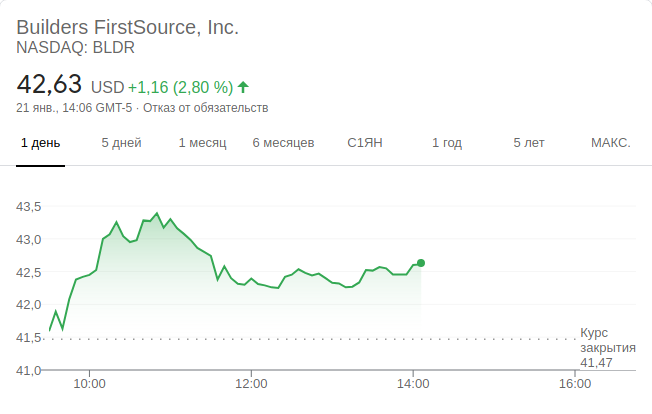 Builders FirstSource, Inc.
NASDAQ: BLDR
42,63 USD +1,16 (2,80 %)
21 янв., 14:06 GMT-5 · Отказ от обязательств
1 день 5 дней 1 месяц 6 месяцев С1ЯН 1 год 5 лет МАКС.
43,5
43,0
42,5
42,0
41,5
Курс
закрытия
41,47
41,0
10:00 12:00 14:00 16:00